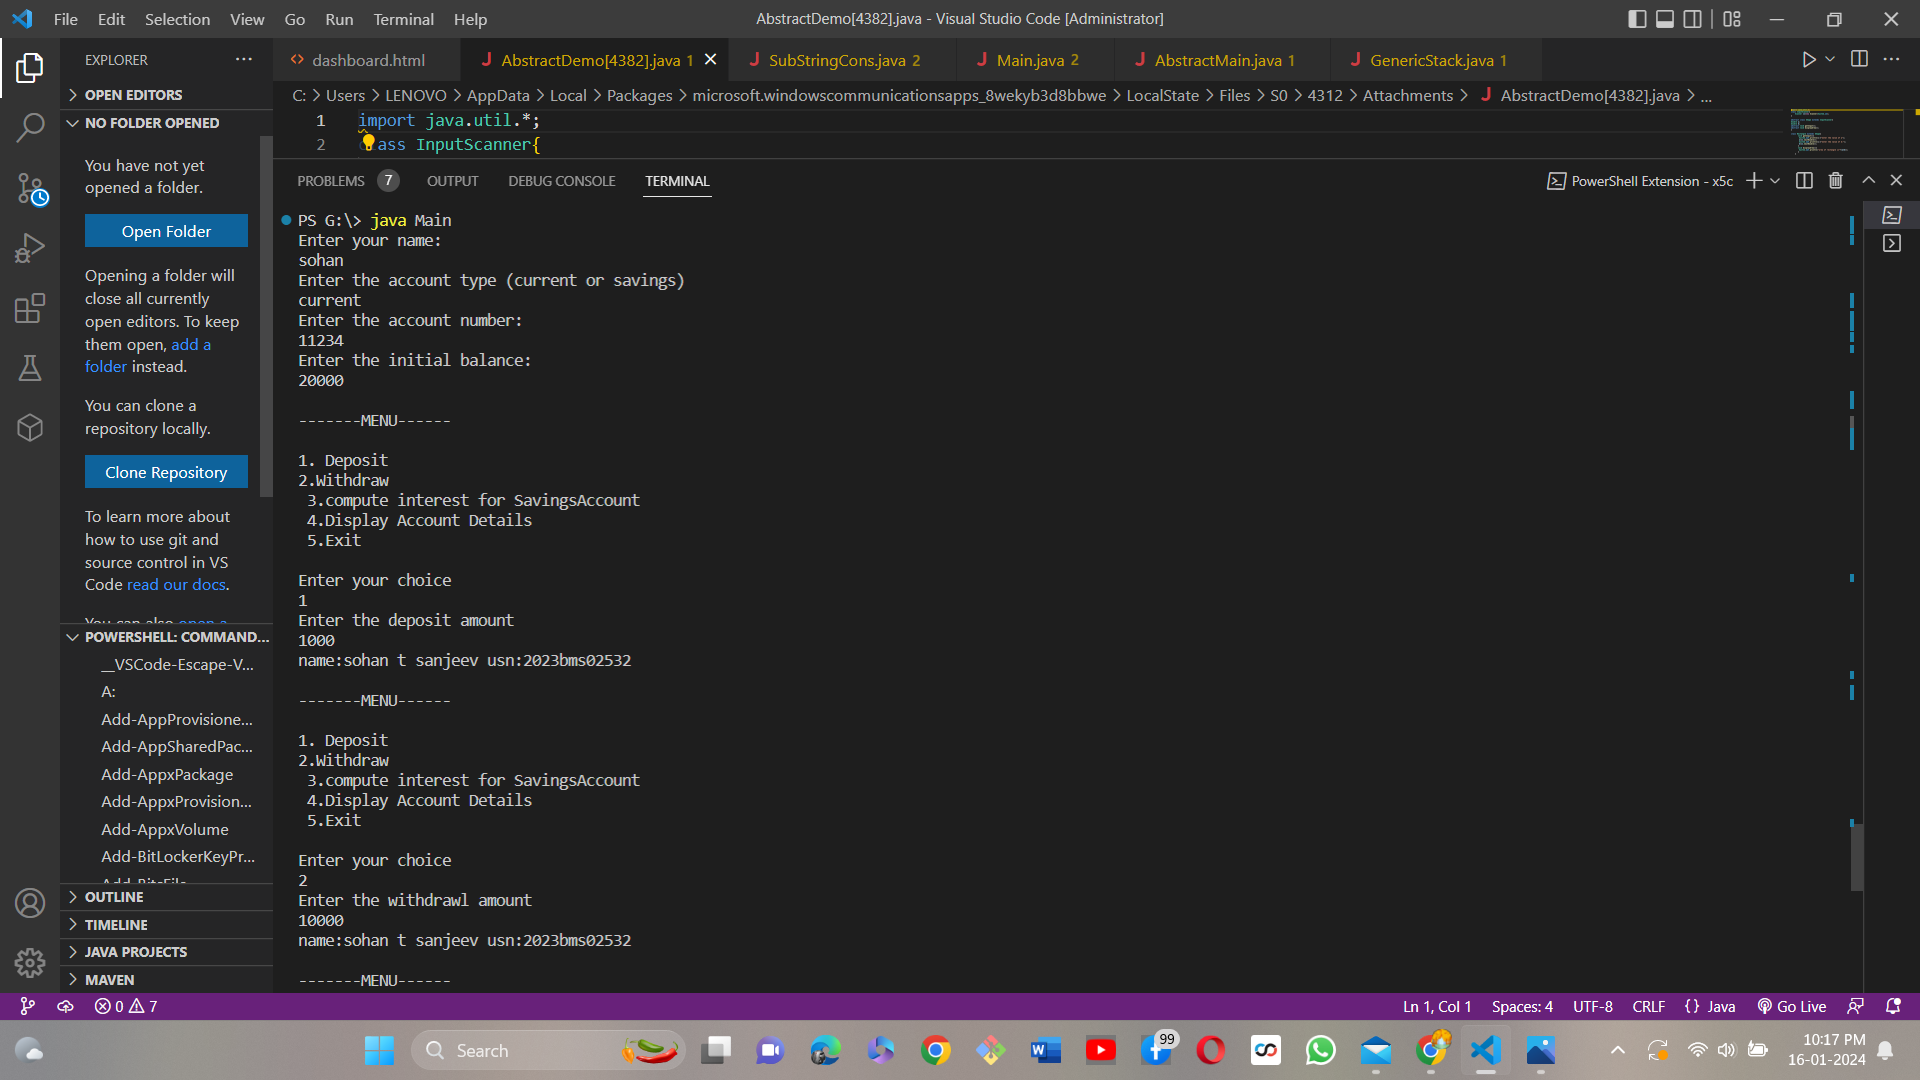 File Edit Selection View Go Run Terminal Help
AbstractDemo[4382].java - Visual Studio Code [Administrator]
EXPLORER ···
dashboard.html
J AbstractDemo[4382].java 1
J SubStringCons.java 2
J Main.java 2
J AbstractMain.java 1
J GenericStack.java 1
C: > Users > LENOVO > AppData > Local > Packages > microsoft.windowscommunicationsapps_8wekyb3d8bbwe > LocalState > Files > S0 > 4312 > Attachments > J AbstractDemo[4382].java > ...
1 import java.util.*;
2 ass InputScanner{
OPEN EDITORS
NO FOLDER OPENED
You have not yet
opened a folder.
Open Folder
Opening a folder will
close all currently
open editors. To keep
them open, add a
folder instead.
You can clone a
repository locally.
Clone Repository
To learn more about
how to use git and
source control in VS
Code read our docs.
You can also open a
POWERSHELL: COMMAND...
__VSCode-Escape-V...
A:
Add-AppProvisione...
Add-AppSharedPac...
Add-AppxPackage
Add-AppxProvision...
Add-AppxVolume
Add-BitLockerKeyPr...
Add-BitsFile
OUTLINE
TIMELINE
JAVA PROJECTS
MAVEN
PROBLEMS 7 OUTPUT DEBUG CONSOLE TERMINAL
PowerShell Extension - x5c
PS G:\> java Main
Enter your name:
sohan
Enter the account type (current or savings)
current
Enter the account number:
11234
Enter the initial balance:
20000
-------MENU------
1. Deposit
2.Withdraw
3.compute interest for SavingsAccount
4.Display Account Details
5.Exit
Enter your choice
1
Enter the deposit amount
1000
name:sohan t sanjeev usn:2023bms02532
-------MENU------
1. Deposit
2.Withdraw
3.compute interest for SavingsAccount
4.Display Account Details
5.Exit
Enter your choice
2
Enter the withdrawl amount
10000
name:sohan t sanjeev usn:2023bms02532
-------MENU------
0 7
Ln 1, Col 1 Spaces: 4 UTF-8 CRLF {} Java Go Live
Search
99
10:17 PM
16-01-2024